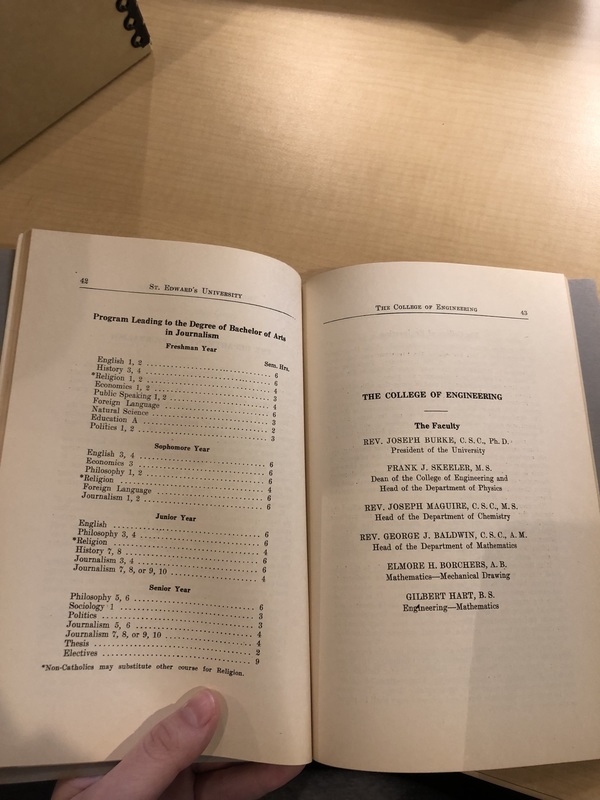 42
ST. EDWARD'S UNIVERSITY
Program Leading to the Degree of Bachelor of Arts
in Journalism
Freshman Year
Sem. Hrs.
English 1, 2 ........ 6
History 3, 4 ........ 6
*Religion 1, 2 ........ 4
Economics 1, 2 ........ 3
Public Speaking 1, 2 ........
Foreign Language ........
Natural Science ........ 6
Education A ........ 2
Politics 1, 2 ........ 3
Sophomore Year
English 3, 4 ........ 6
Economics 3 ........ 6
Philosophy 1, 2 ........ 6
*Religion ........ 4
Foreign Language ........ 6
Journalism 1, 2 ........ 6
Junior Year
English ........ 6
Philosophy 3, 4 ........ 6
*Religion ........ 4
History 7, 8 ........ 6
Journalism 3, 4 ........ 6
Journalism 7, 8, or 9, 10 ........ 4
Senior Year
Philosophy 5, 6 ........ 6
Sociology 1 ........ 3
Politics ........ 3
Journalism 5, 6 ........ 4
Journalism 7, 8, or 9, 10 ........ 4
Thesis ........ 2
Electives ........ 9
*Non-Catholics may substitute other course for Religion.
THE COLLEGE OF ENGINEERING
43
THE COLLEGE OF ENGINEERING
The Faculty
REV. JOSEPH BURKE, C. S. C., Ph. D.
President of the University
FRANK J. SKEELER, M. S.
Dean of the College of Engineering and
Head of the Department of Physics
REV. JOSEPH MAGUIRE, C. S. C., M. S.
Head of the Department of Chemistry
REV. GEORGE J. BALDWIN, C. S. C., A. M.
Head of the Department of Mathematics
ELMORE H. BORCHERS, A. B.
Mathematics—Mechanical Drawing
GILBERT HART, B. S.
Engineering—Mathematics